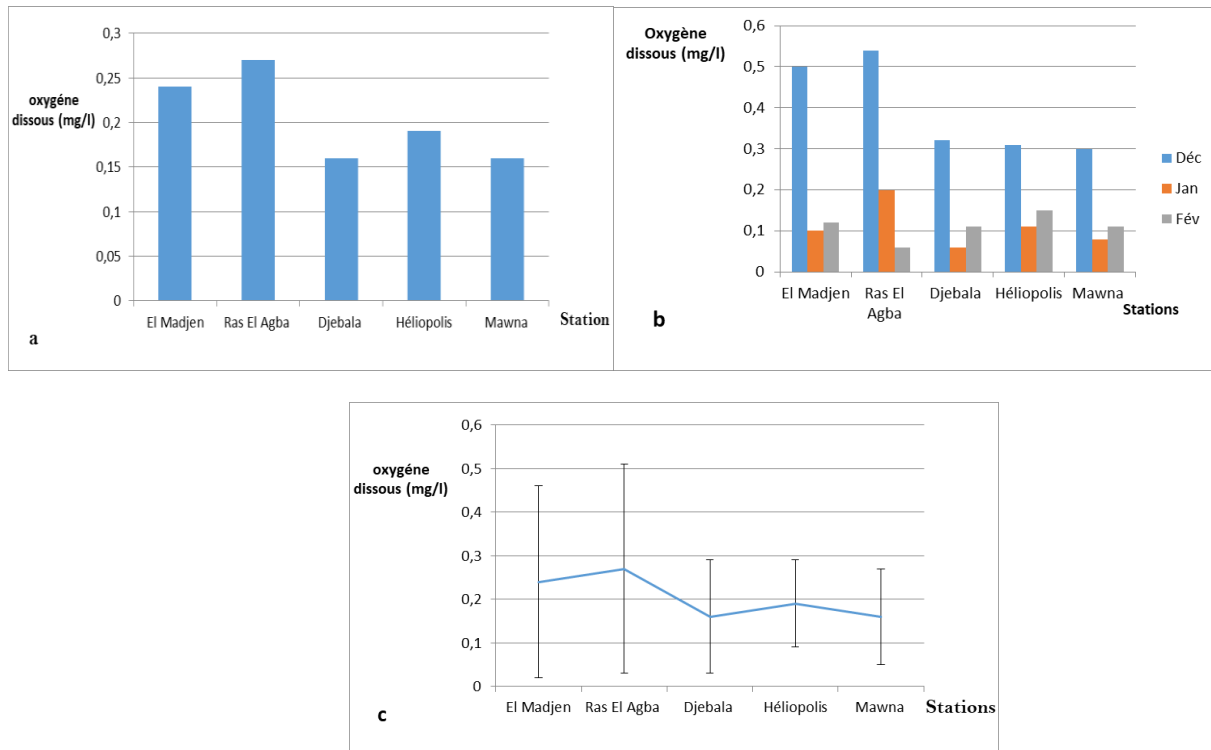 0,3
0,25
0,2
0,15
0,1
0,05
0
oxygéne
dissous (mg/l)
El Madjen Ras El Agba Djebala Héliopolis Mawna
Station
a
Oxygène
dissous (mg/l)
0,6
0,5
0,4
0,3
0,2
0,1
0
El Madjen Ras El Djebala Héliopolis Mawna
Agba
Stations
Déc
Jan
Fév
b
oxygéne
dissous (mg/l)
0,6
0,5
0,4
0,3
0,2
0,1
0
El Madjen Ras El Agba Djebala Héliopolis Mawna
Stations
c